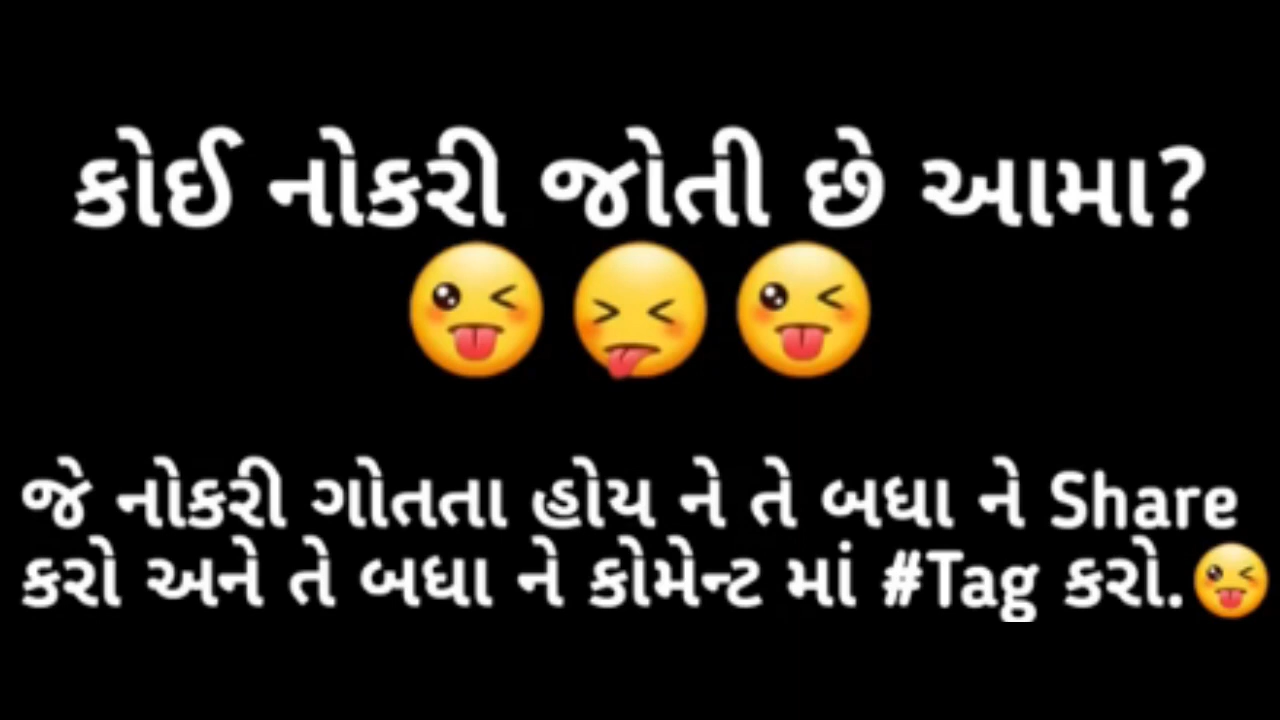 કોઈ નોકરી જોતી છે આમા?
😜😝😜
જે નોકરી ગોતતા હોય ને તે બધા ને Share
કરો અને તે બધા ને કોમેન્ટ માં #Tag કરો.😜